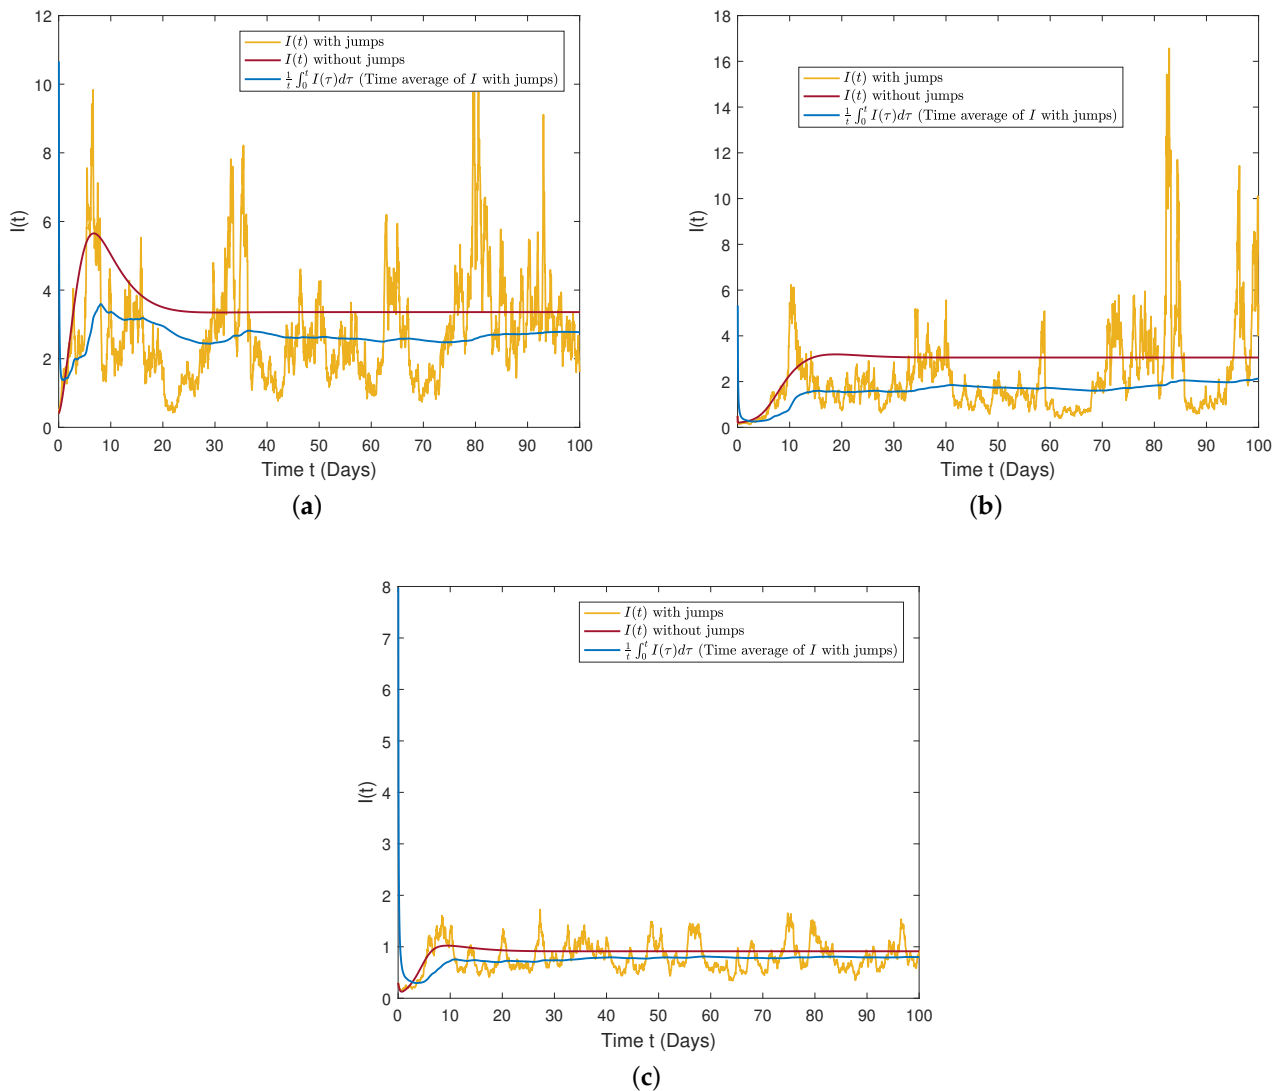 12
10
8
6
4
2
0
I(t)
I(t) with jumps
I(t) without jumps
1/t ∫₀ᵗ I(τ)dτ (Time average of I with jumps)
0 10 20 30 40 50 60 70 80 90 100
Time t (Days)
(a)
18
16
14
12
10
8
6
4
2
0
I(t)
I(t) with jumps
I(t) without jumps
1/t ∫₀ᵗ I(τ)dτ (Time average of I with jumps)
0 10 20 30 40 50 60 70 80 90 100
Time t (Days)
(b)
8
7
6
5
4
3
2
1
0
I(t)
I(t) with jumps
I(t) without jumps
1/t ∫₀ᵗ I(τ)dτ (Time average of I with jumps)
0 10 20 30 40 50 60 70 80 90 100
Time t (Days)
(c)